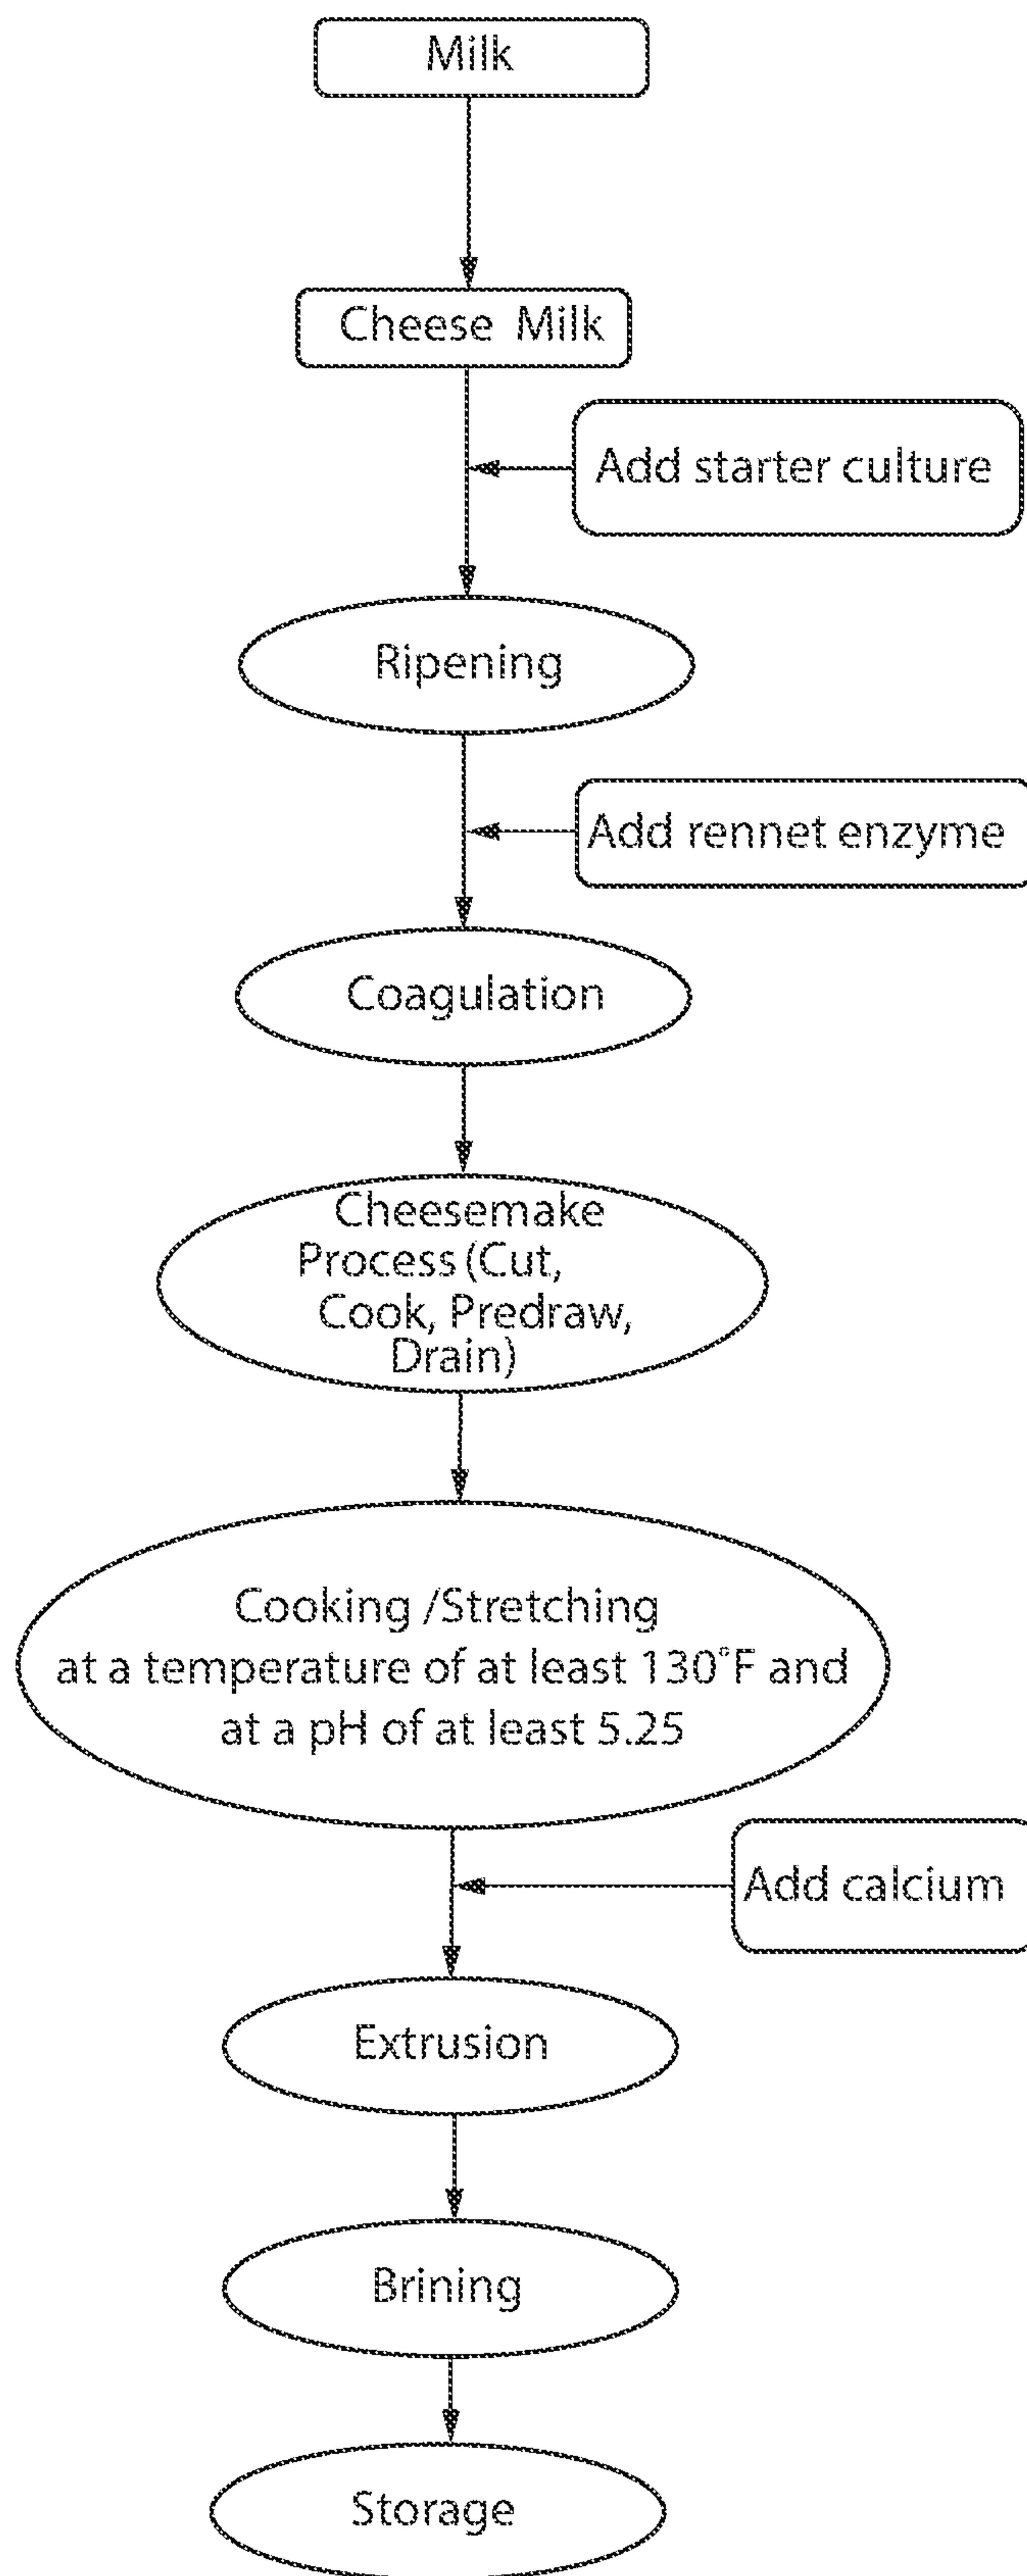 Milk
Cheese Milk
Add starter culture
Ripening
Add rennet enzyme
Coagulation
Cheesemake
Process (Cut,
Cook, Predraw,
Drain)
Cooking /Stretching
at a temperature of at least 130°F and
at a pH of at least 5.25
Add calcium
Extrusion
Brining
Storage